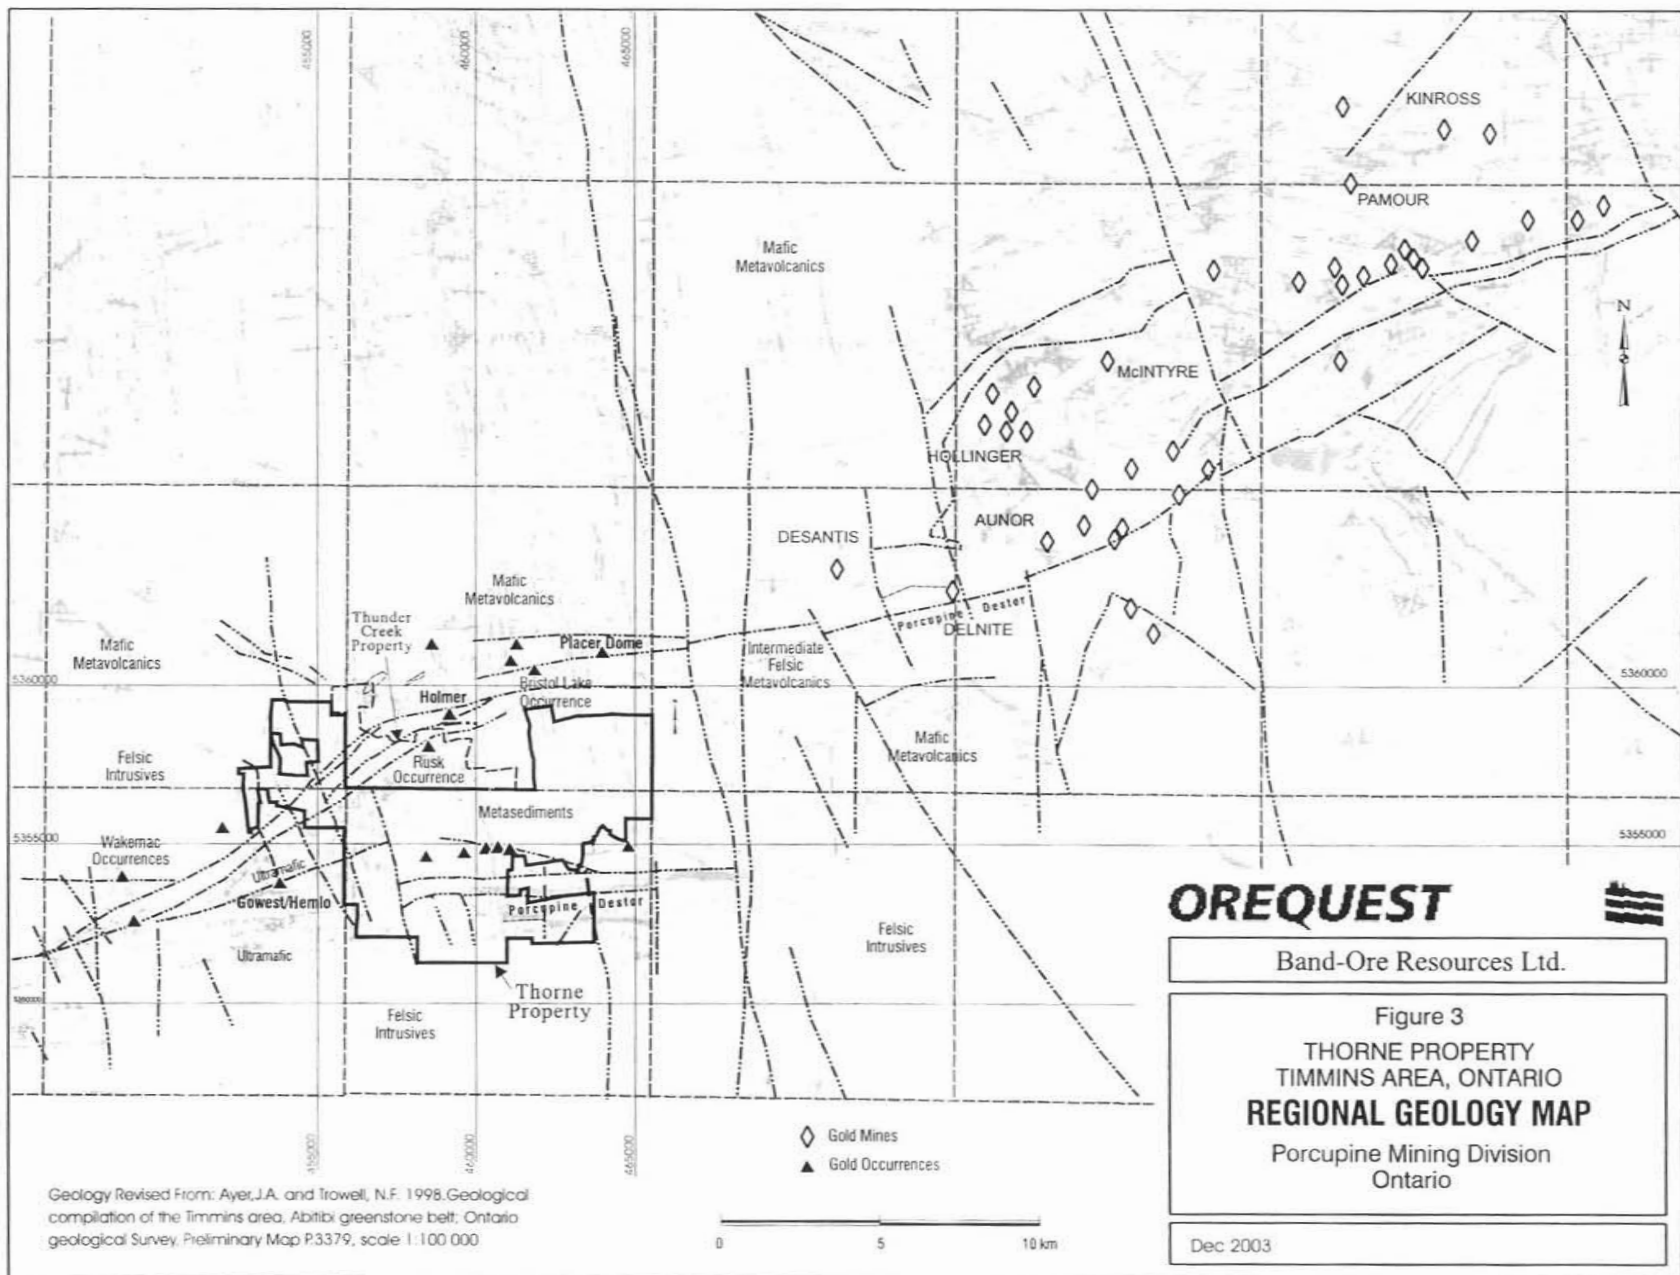 455000
460000
465000
KINROSS
PAMOUR
Mafic
Metavolcanics
N
McINTYRE
HOLLINGER
AUNOR
DESANTIS
Porcupine Destor
DELNITE
Mafic
Metavolcanics
Thunder
Creek
Property
Mafic
Metavolcanics
Placer Dome
Intermediate
Felsic
Metavolcanics
5360000
5360000
Bristol Lake
Occurrence
Holmer
Rusk
Occurrence
Felsic
Intrusives
Mafic
Metavolcanics
Metasediments
5355000
5355000
Wakemac
Occurrences
Ultramafic
Gowest/Hemlo
Porcupine Destor
Ultramafic
Felsic
Intrusives
Thorne
Property
Felsic
Intrusives
455000
460000
465000
Gold Mines
Gold Occurrences
Geology Revised From: Ayer,J.A. and Trowell, N.F. 1998.Geological
compilation of the Timmins area, Abitibi greenstone belt; Ontario
geological Survey, Preliminary Map P.3379, scale 1:100 000
0 5 10 km
OREQUEST
Band-Ore Resources Ltd.
Figure 3
THORNE PROPERTY
TIMMINS AREA, ONTARIO
REGIONAL GEOLOGY MAP
Porcupine Mining Division
Ontario
Dec 2003